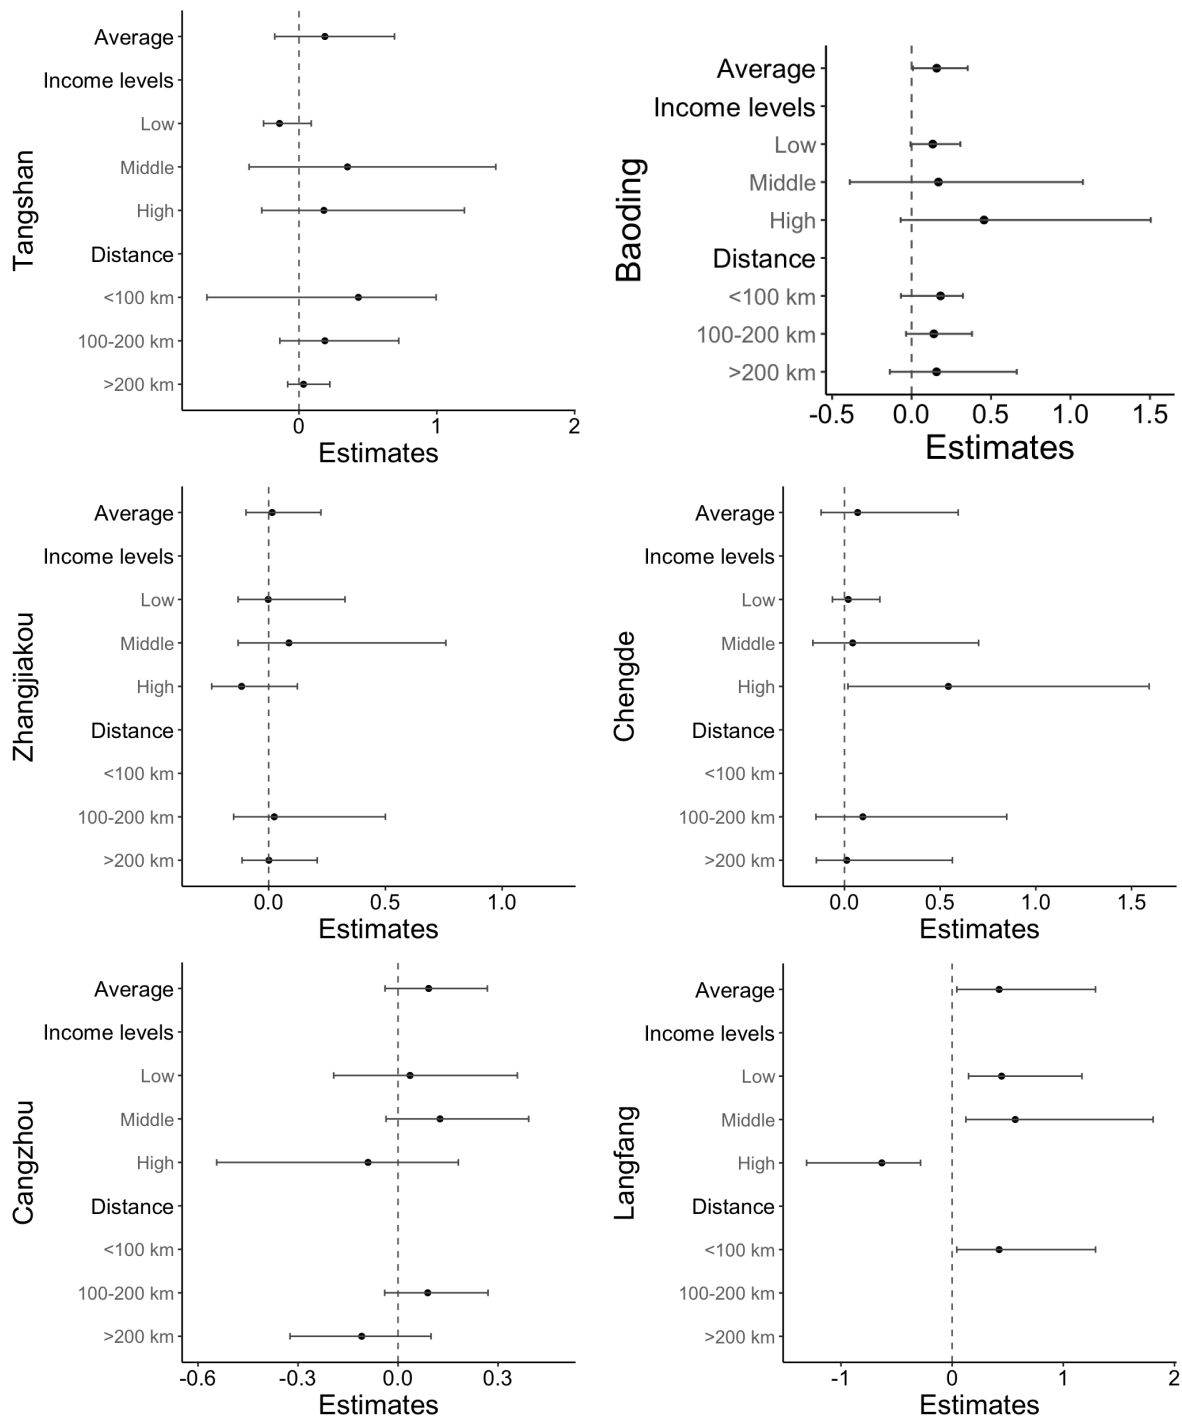 Tangshan
Average
Income levels
Low
Middle
High
Distance
<100 km
100-200 km
>200 km
0 1 2
Estimates
Baoding
Average
Income levels
Low
Middle
High
Distance
<100 km
100-200 km
>200 km
-0.5 0.0 0.5 1.0 1.5
Estimates
Zhangjiakou
Average
Income levels
Low
Middle
High
Distance
<100 km
100-200 km
>200 km
0.0 0.5 1.0
Estimates
Chengde
Average
Income levels
Low
Middle
High
Distance
<100 km
100-200 km
>200 km
0.0 0.5 1.0 1.5
Estimates
Cangzhou
Average
Income levels
Low
Middle
High
Distance
<100 km
100-200 km
>200 km
-0.6 -0.3 0.0 0.3
Estimates
Langfang
Average
Income levels
Low
Middle
High
Distance
<100 km
100-200 km
>200 km
-1 0 1 2
Estimates